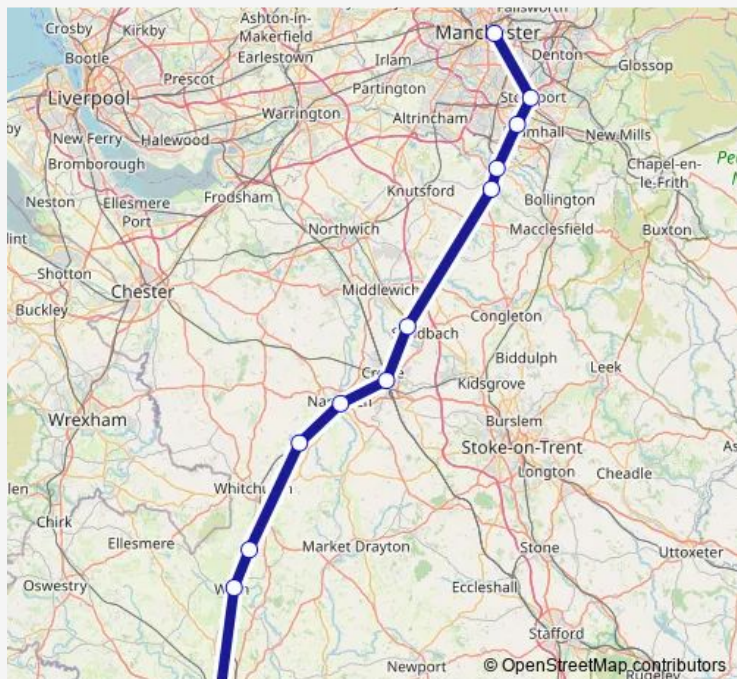 Crosby
Kirkby
Ashton-in-
Makerfield
Failsworth
Manchester
Bootle
Earlestown
Irlam
Denton
Glossop
Prescot
Partington
Liverpool
Warrington
Altrincham
New Ferry
Halewood
New Mills
Bromborough
Chapel-en-
le-Frith
Neston
Ellesmere
Port
Frodsham
Knutsford
Bollington
Northwich
Macclesfield
Buxton
Shotton
Chester
Middlewich
Buckley
Congleton
Biddulph
Leek
Kidsgrove
Wrexham
Burslem
Stoke-on-Trent
Longton
Cheadle
Chirk
Ellesmere
Market Drayton
Stone
Uttoxeter
Oswestry
Eccleshall
Stafford
Newport
Rugeley
© OpenStreetMap contributors